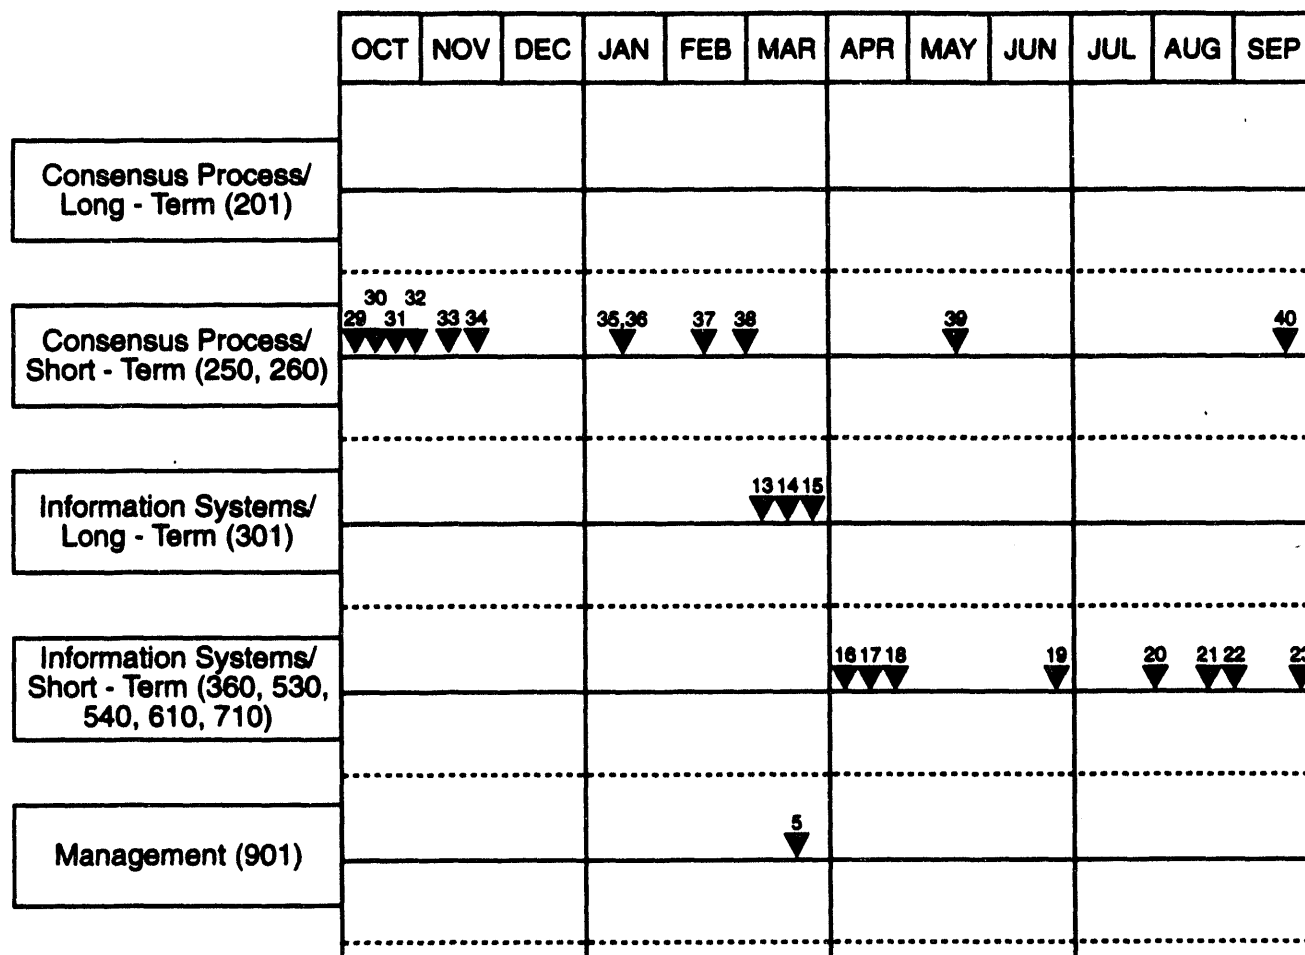 OCT NOV DEC JAN FEB MAR APR MAY JUN JUL AUG SEP
Consensus Process/
Long - Term (201)
30 32
29 31 33 34 35,36 37 38 39 40
Consensus Process/
Short - Term (250, 260)
13 14 15
Information Systems/
Long - Term (301)
16 17 18 19 20 21 22 23
Information Systems/
Short - Term (360, 530,
540, 610, 710)
5
Management (901)